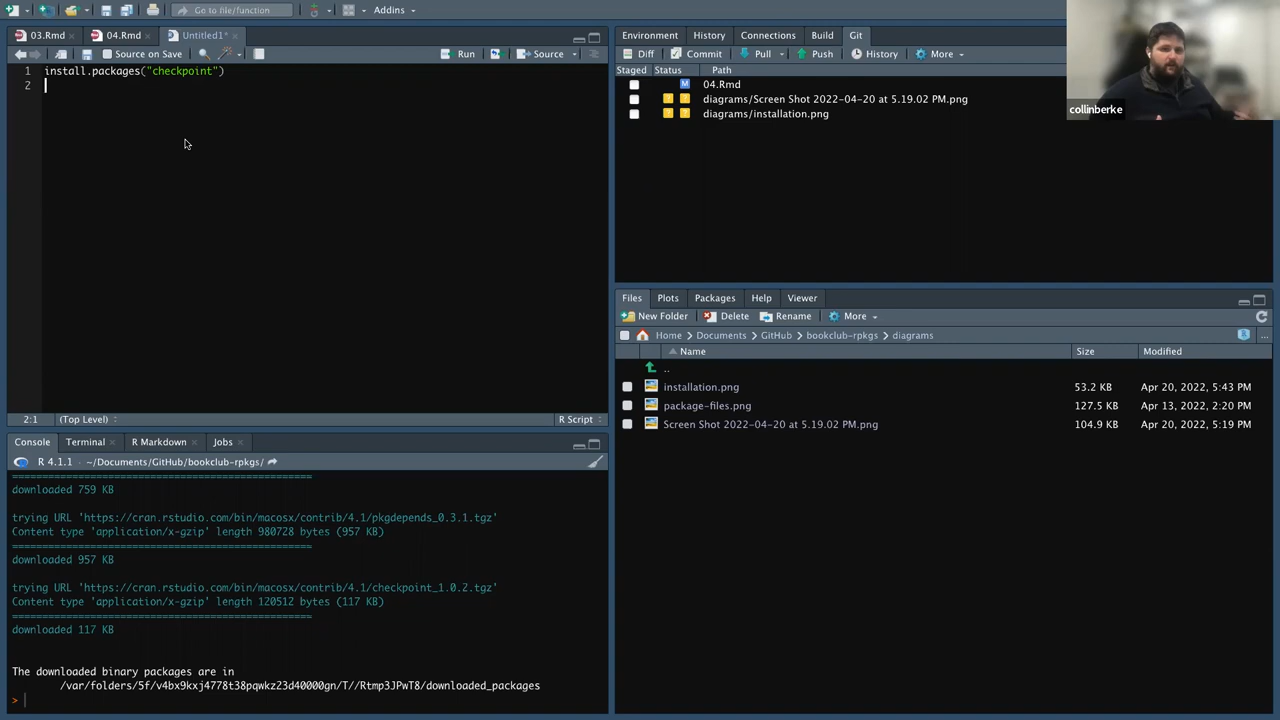 Go to file/function
Addins
03.Rmd
04.Rmd
Untitled1*
Source on Save
Run
Source
1 install.packages("checkpoint")
2
2:1
(Top Level)
R Script
Console
Terminal
R Markdown
Jobs
R 4.1.1 · ~/Documents/GitHub/bookclub-rpkgs/
==================================================
downloaded 759 KB
trying URL 'https://cran.rstudio.com/bin/macosx/contrib/4.1/pkgdepends_0.3.1.tgz'
Content type 'application/x-gzip' length 980728 bytes (957 KB)
==================================================
downloaded 957 KB
trying URL 'https://cran.rstudio.com/bin/macosx/contrib/4.1/checkpoint_1.0.2.tgz'
Content type 'application/x-gzip' length 120512 bytes (117 KB)
==================================================
downloaded 117 KB
The downloaded binary packages are in
/var/folders/5f/v4bx9kxj4778t38pqwkz23d40000gn/T//Rtmp3JPwT8/downloaded_packages
>
Environment
History
Connections
Build
Git
Diff
Commit
Pull
Push
History
More
Staged
Status
Path
M 04.Rmd
? ? diagrams/Screen Shot 2022-04-20 at 5.19.02 PM.png
? ? diagrams/installation.png
Files
Plots
Packages
Help
Viewer
New Folder
Delete
Rename
More
Home
Documents
GitHub
bookclub-rpkgs
diagrams
...
Name
Size
Modified
..
installation.png 53.2 KB Apr 20, 2022, 5:43 PM
package-files.png 127.5 KB Apr 13, 2022, 2:20 PM
Screen Shot 2022-04-20 at 5.19.02 PM.png 104.9 KB Apr 20, 2022, 5:19 PM
collinberke